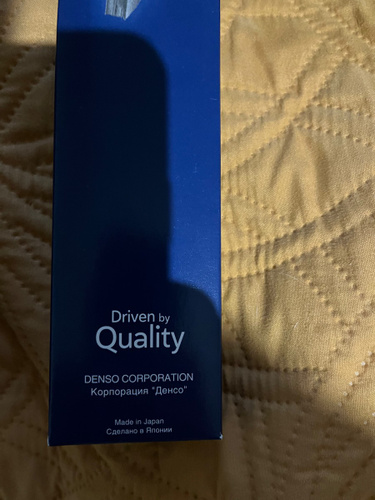 Driven by
Quality
DENSO CORPORATION
Корпорация "Денсо"
Made in Japan
Сделано в Японии